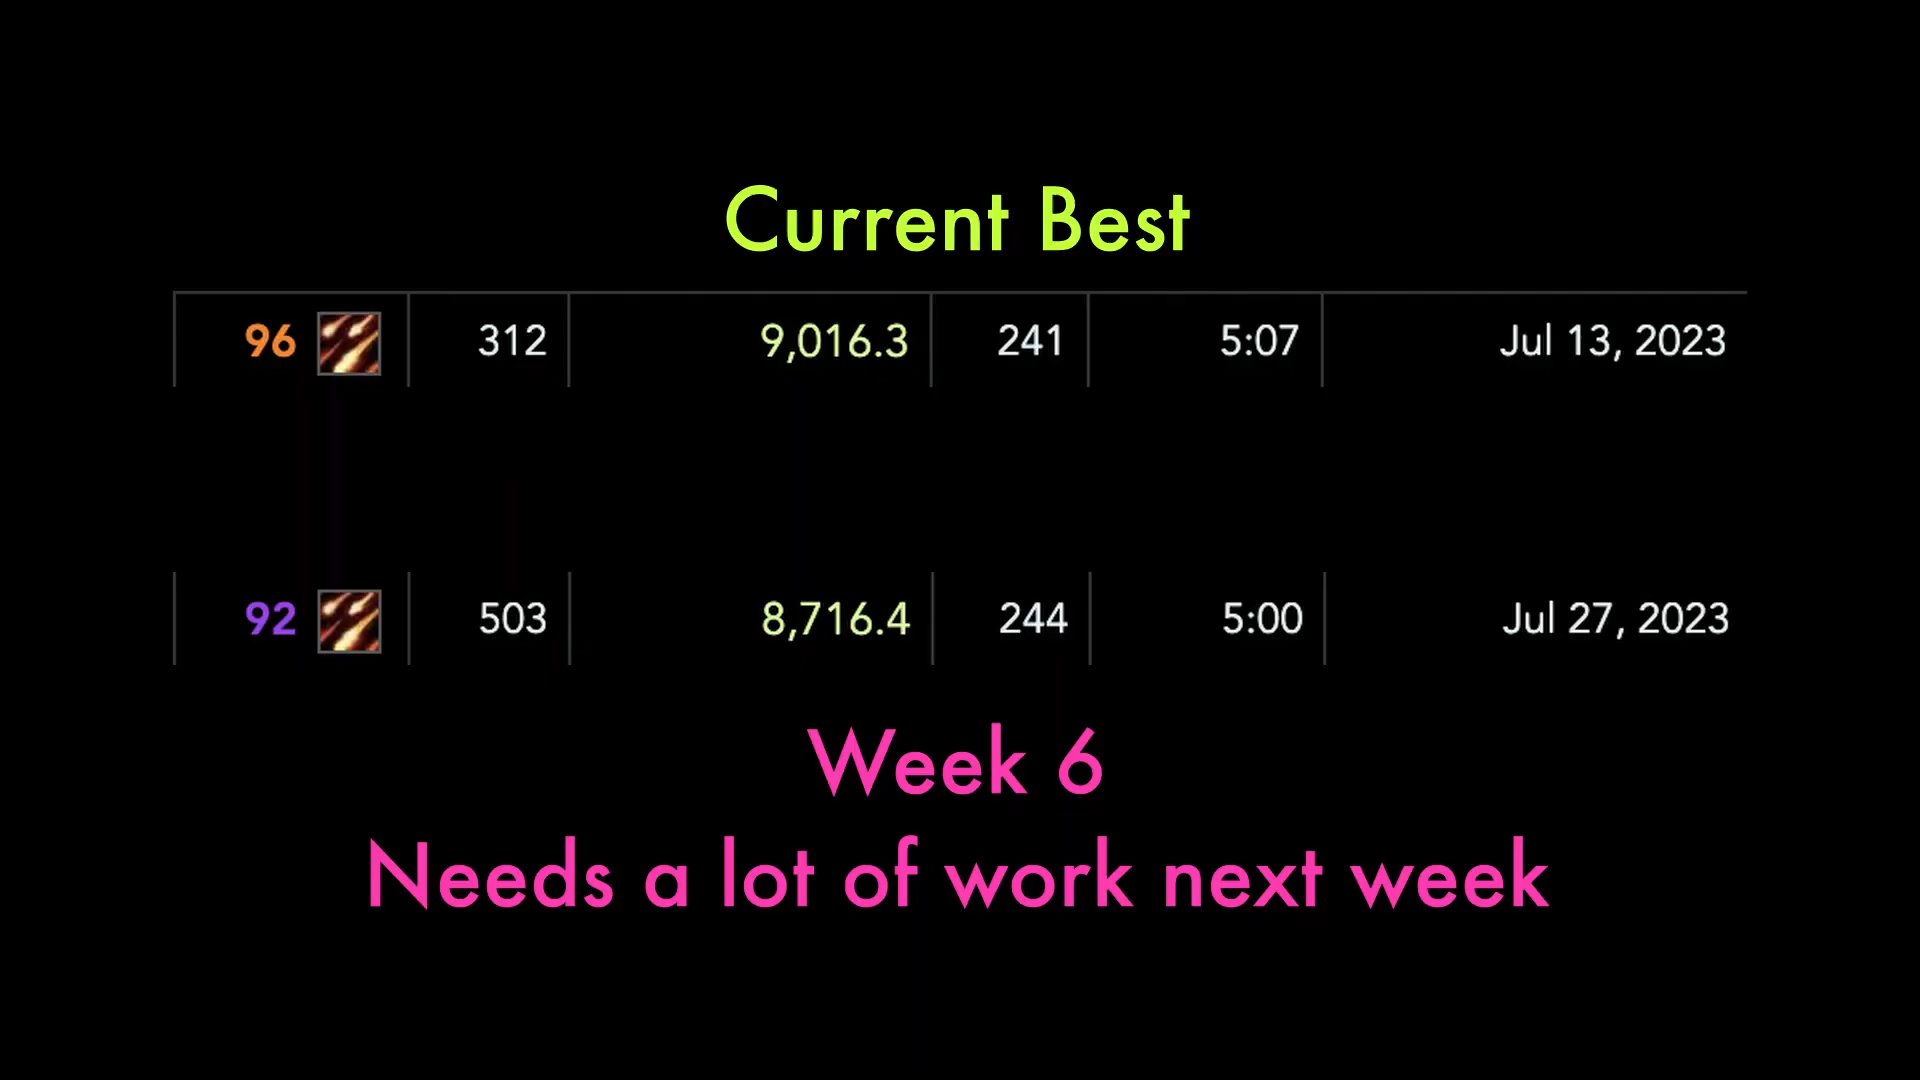 Current Best
96 312 9,016.3 241 5:07 Jul 13, 2023
92 503 8,716.4 244 5:00 Jul 27, 2023
Week 6
Needs a lot of work next week